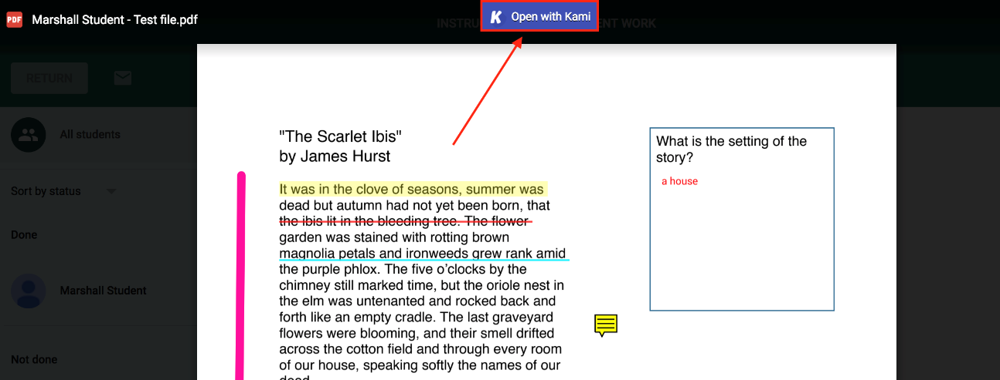 PDF Marshall Student - Test file.pdf
INSTRU
K Open with Kami
ENT WORK
RETURN
All students
Sort by status
Done
Marshall Student
Not done
"The Scarlet Ibis"
by James Hurst
It was in the clove of seasons, summer was
dead but autumn had not yet been born, that
the ibis lit in the bleeding tree. The flower
garden was stained with rotting brown
magnolia petals and ironweeds grew rank amid
the purple phlox. The five o’clocks by the
chimney still marked time, but the oriole nest in
the elm was untenanted and rocked back and
forth like an empty cradle. The last graveyard
flowers were blooming, and their smell drifted
across the cotton field and through every room
of our house, speaking softly the names of our
dead.
What is the setting of the
story?
a house